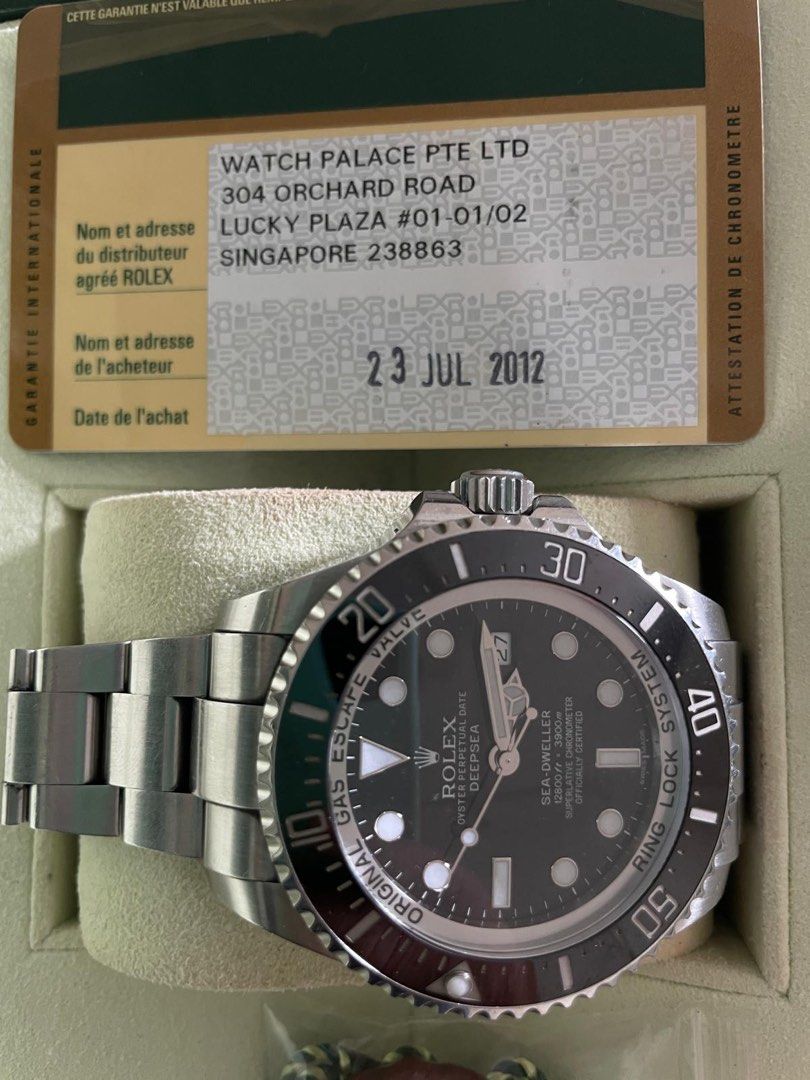 CETTE GARANTIE N'EST VALABLE QUE
GARANTIE INTERNATIONALE
Nom et adresse
du distributeur
agréé ROLEX
WATCH PALACE PTE LTD
304 ORCHARD ROAD
LUCKY PLAZA #01-01/02
SINGAPORE 238863
Nom et adresse
de l'acheteur
Date de l'achat
23 JUL 2012
ATTESTATION DE CHRONOMETRE
10
20
30
40
50
ORIGINAL GAS ESCAPE VALVE
RING LOCK SYSTEM
27
ROLEX
OYSTER PERPETUAL DATE
DEEPSEA
SEA-DWELLER
12800ft = 3900m
SUPERLATIVE CHRONOMETER
OFFICIALLY CERTIFIED